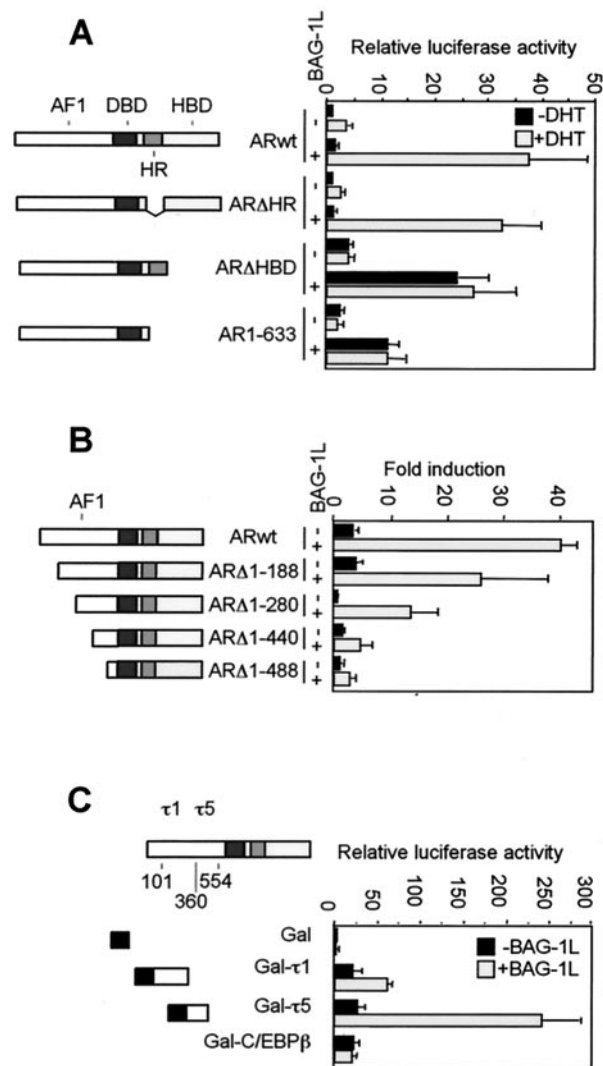 A
BAG-1L
Relative luciferase activity
0 10 20 30 40 50
AF1 DBD HBD
HR
-DHT
+DHT
ARwt - +
ARΔHR - +
ARΔHBD - +
AR1-633 - +
B
BAG-1L
Fold induction
0 10 20 30 40
AF1
ARwt - +
ARΔ1-188 - +
ARΔ1-280 - +
ARΔ1-440 - +
ARΔ1-488 - +
C
τ1 τ5
Relative luciferase activity
0 50 100 150 200 250 300
101 554
360
-BAG-1L
+BAG-1L
Gal
Gal-τ1
Gal-τ5
Gal-C/EBPβ